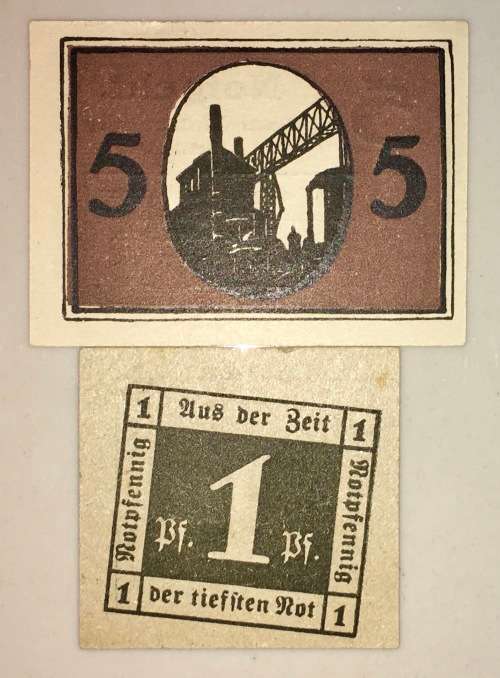 5 5
1 Aus der Zeit 1
Notpfennig
Pf. 1 Pf.
Notpfennig
1 der tiefsten Not 1